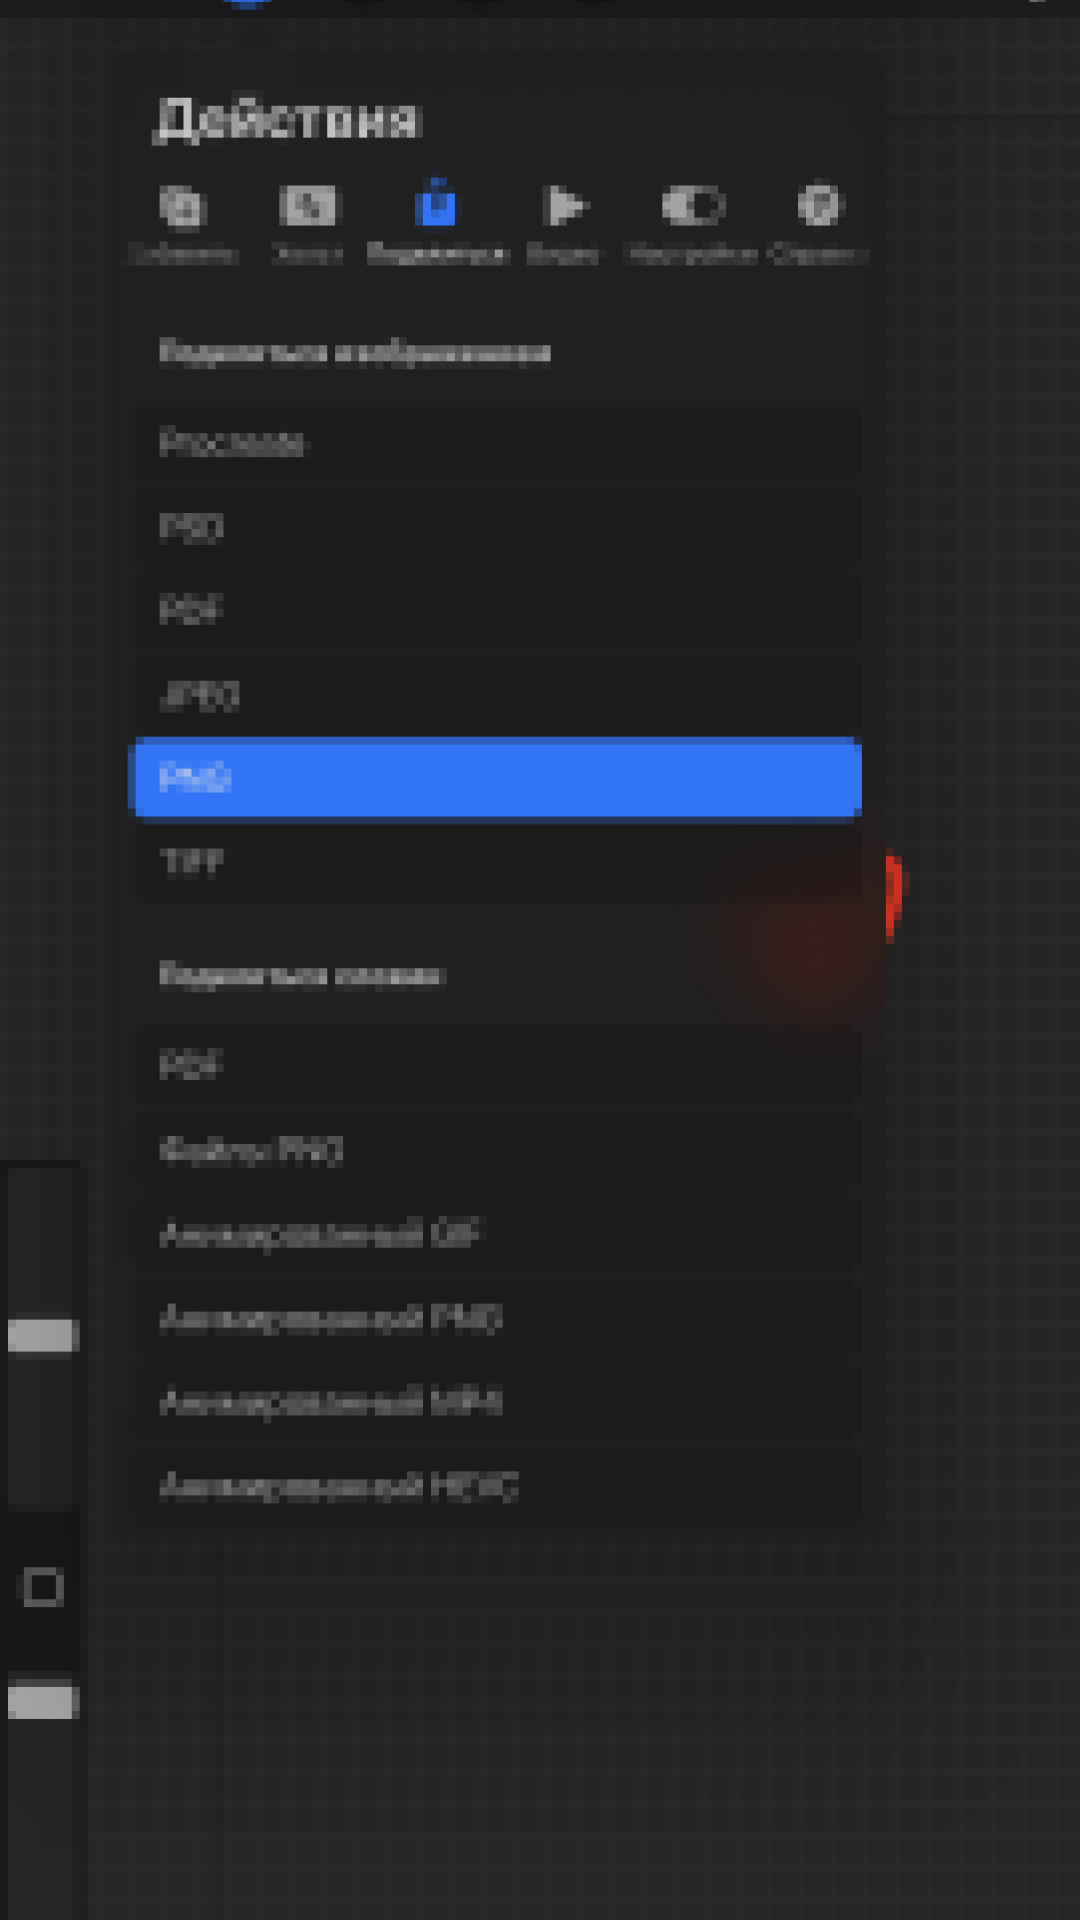 Действия
Добавить Холст Поделиться Видео Настройки Справка
Поделиться изображением
Procreate
PSD
PDF
JPEG
PNG
TIFF
Поделиться слоями
PDF
Файлы PNG
Анимированный GIF
Анимированный PNG
Анимированный MP4
Анимированный HEVC